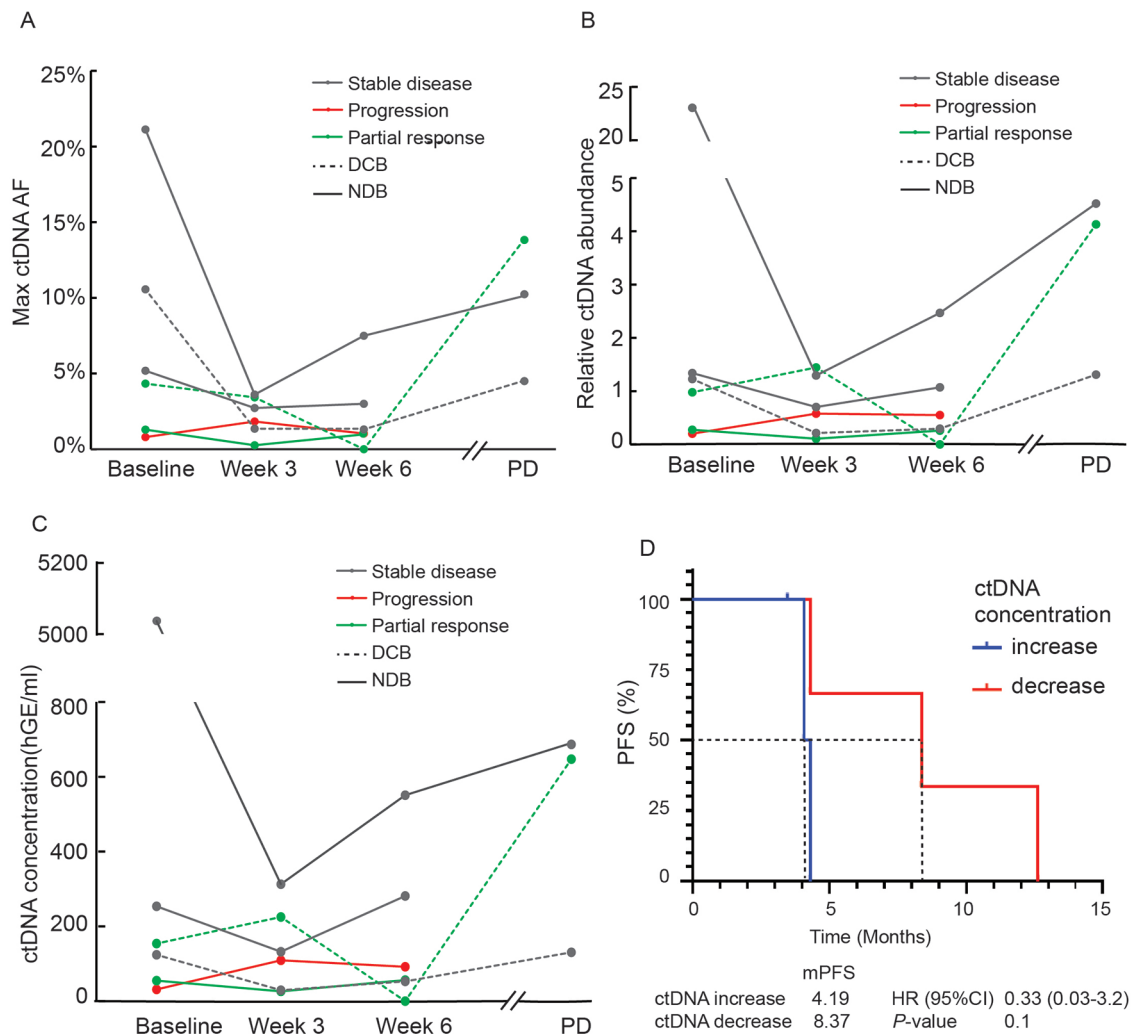 A
25%
20%
15%
10%
5%
0%
Max ctDNA AF
Stable disease
Progression
Partial response
DCB
NDB
Baseline Week 3 Week 6 PD
B
25
20
5
4
3
2
1
0
Relative ctDNA abundance
Stable disease
Progression
Partial response
DCB
NDB
Baseline Week 3 Week 6 PD
C
5200
5000
800
600
400
200
0
ctDNA concentration(hGE/ml)
Stable disease
Progression
Partial response
DCB
NDB
Baseline Week 3 Week 6 PD
D
100
75
50
25
0
PFS (%)
ctDNA
concentration
increase
decrease
0 5 10 15
Time (Months)
mPFS
ctDNA increase 4.19 HR (95%CI) 0.33 (0.03-3.2)
ctDNA decrease 8.37 P-value 0.1